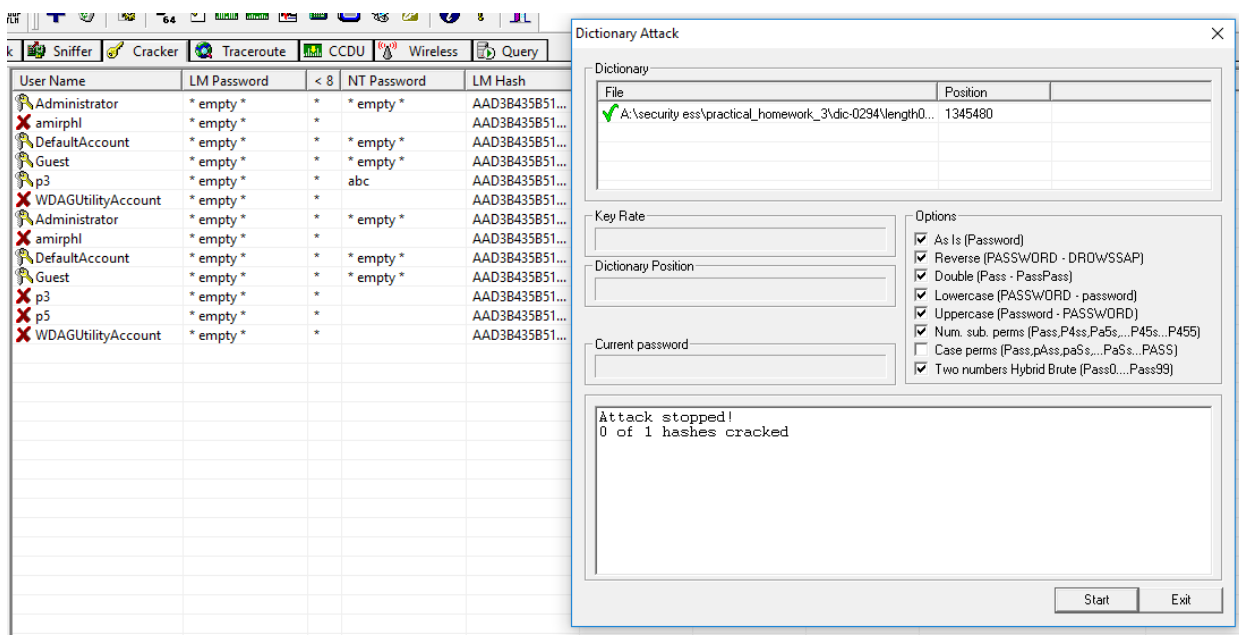 64
Dictionary Attack
k Sniffer Cracker Traceroute CCDU Wireless Query
User Name LM Password < 8 NT Password LM Hash
Administrator * empty * * * empty * AAD3B435B51...
amirphl * empty * * AAD3B435B51...
DefaultAccount * empty * * * empty * AAD3B435B51...
Guest * empty * * * empty * AAD3B435B51...
p3 * empty * * abc AAD3B435B51...
WDAGUtilityAccount * empty * * AAD3B435B51...
Administrator * empty * * * empty * AAD3B435B51...
amirphl * empty * * AAD3B435B51...
DefaultAccount * empty * * * empty * AAD3B435B51...
Guest * empty * * * empty * AAD3B435B51...
p3 * empty * * AAD3B435B51...
p5 * empty * * AAD3B435B51...
WDAGUtilityAccount * empty * * AAD3B435B51...
Dictionary
File Position
A:\security ess\practical_homework_3\dic-0294\length0... 1345480
Key Rate
Dictionary Position
Current password
Options
As Is (Password)
Reverse (PASSWORD - DROWSSAP)
Double (Pass - PassPass)
Lowercase (PASSWORD - password)
Uppercase (Password - PASSWORD)
Num. sub. perms (Pass,P4ss,Pa5s,...P45s...P455)
Case perms (Pass,pAss,paSs,...PaSs...PASS)
Two numbers Hybrid Brute (Pass0....Pass99)
Attack stopped!
0 of 1 hashes cracked
Start Exit